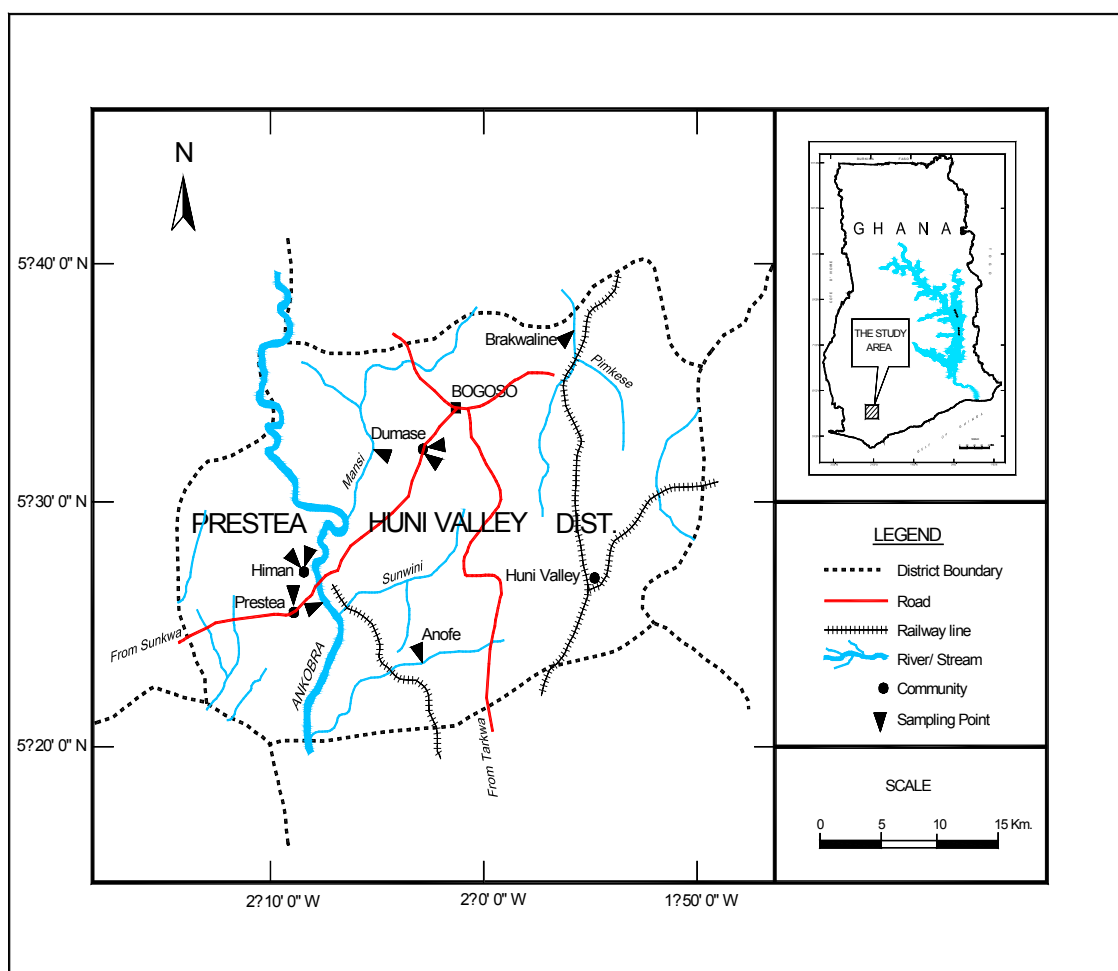 N
5?40' 0" N
5?30' 0" N
5?20' 0" N
2?10' 0" W
2?0' 0" W
1?50' 0" W
Brakwaline
Pimkese
BOGOSO
Dumase
Mansi
PRESTEA
HUNI VALLEY
DIST.
Himan
Sunwini
Huni Valley
Prestea
From Sunkwa
ANKOBRA
Anofe
From Tarkwa
GHANA
THE STUDY
AREA
LEGEND
District Boundary
Road
Railway line
River/ Stream
Community
Sampling Point
SCALE
0 5 10 15 Km.